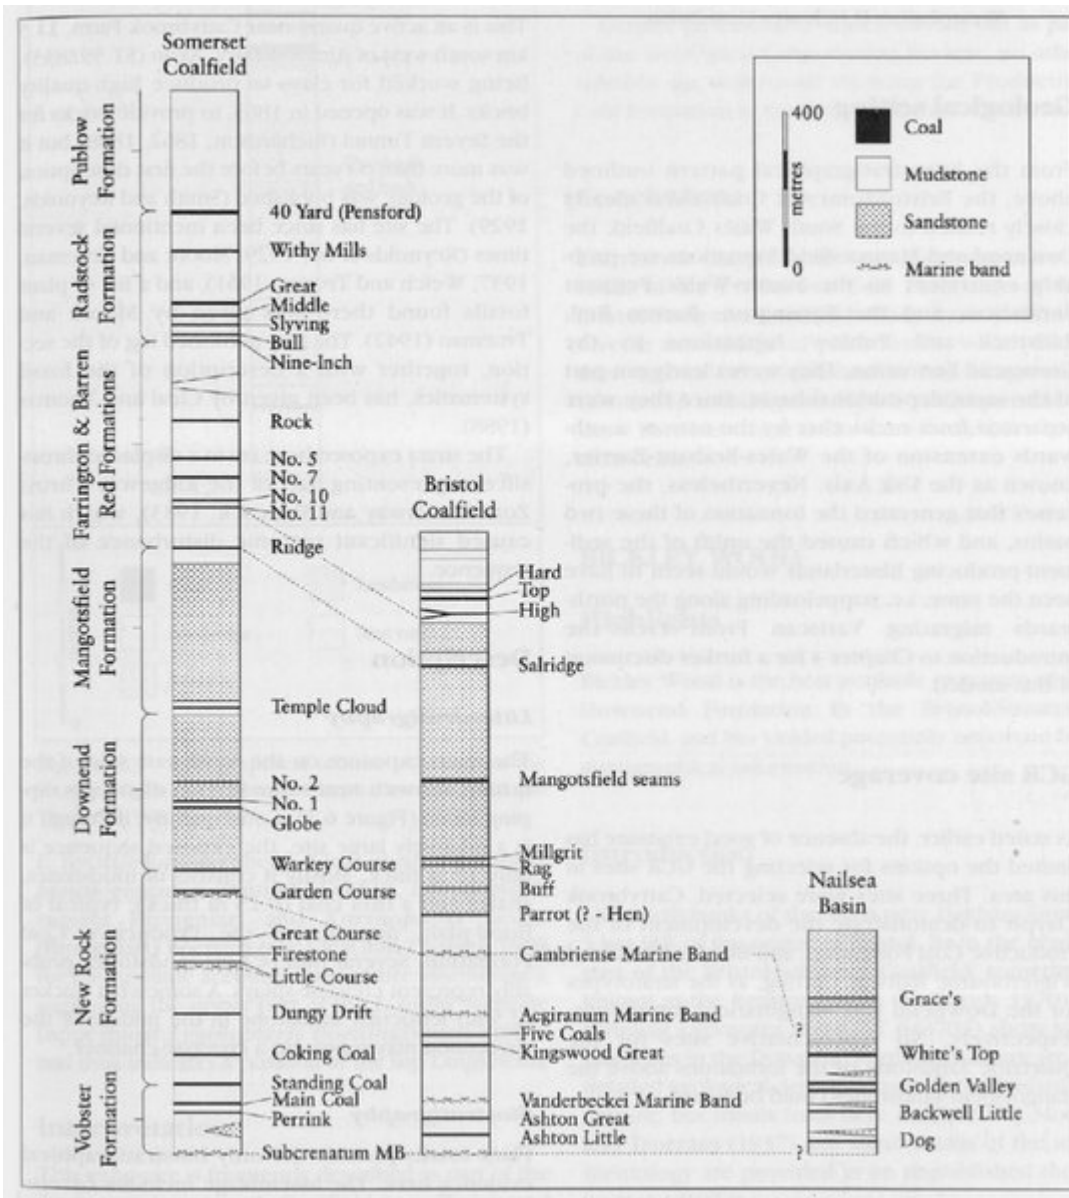 Somerset
Coalfield
Publow
Formation
Radstock
Formation
Farrington & Barren
Red Formations
Mangotsfield
Formation
Downend
Formation
New Rock
Formation
Vobster
Formation
40 Yard (Pensford)
Withy Mills
Great
Middle
Slyving
Bull
Nine-Inch
Rock
No. 5
No. 9
No. 10
No. 11
Rudge
Temple Cloud
No. 2
No. 1
Globe
Warkey Course
Garden Course
Great Course
Firestone
Little Course
Dungy Drift
Coking Coal
Standing Coal
Main Coal
Perrink
Subcrenatum MB
Bristol
Coalfield
Hard
Top
High
Salridge
Mangotsfield seams
Millgrit
Rag
Buff
Parrot (? - Hen)
Cambriense Marine Band
Aegiranum Marine Band
Five Coals
Kingswood Great
Vanderbeckei Marine Band
Ashton Great
Ashton Little
Nailsea
Basin
Grace's
?
White's Top
Golden Valley
Backwell Little
Dog
?
400
metres
0
Coal
Mudstone
Sandstone
Marine band